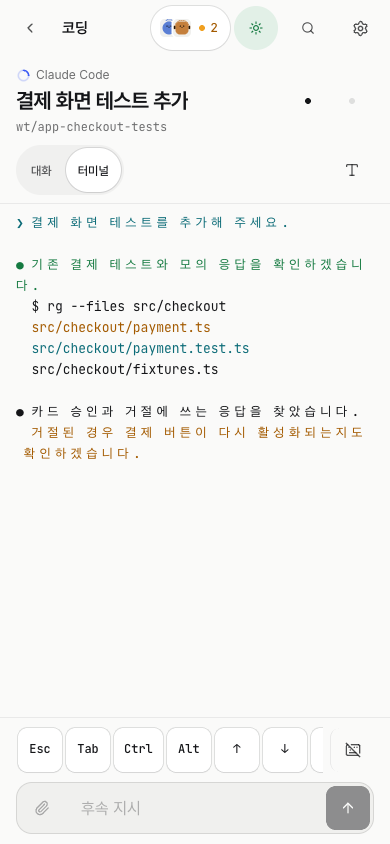 코딩
2
Claude Code
결제 화면 테스트 추가
wt/app-checkout-tests
대화
터미널
❯ 결제 화면 테스트를 추가해 주세요.
● 기존 결제 테스트와 모의 응답을 확인하겠습니
다.
$ rg --files src/checkout
src/checkout/payment.ts
src/checkout/payment.test.ts
src/checkout/fixtures.ts
● 카드 승인과 거절에 쓰는 응답을 찾았습니다.
거절된 경우 결제 버튼이 다시 활성화되는지도
확인하겠습니다.
Esc
Tab
Ctrl
Alt
↑
↓
후속 지시